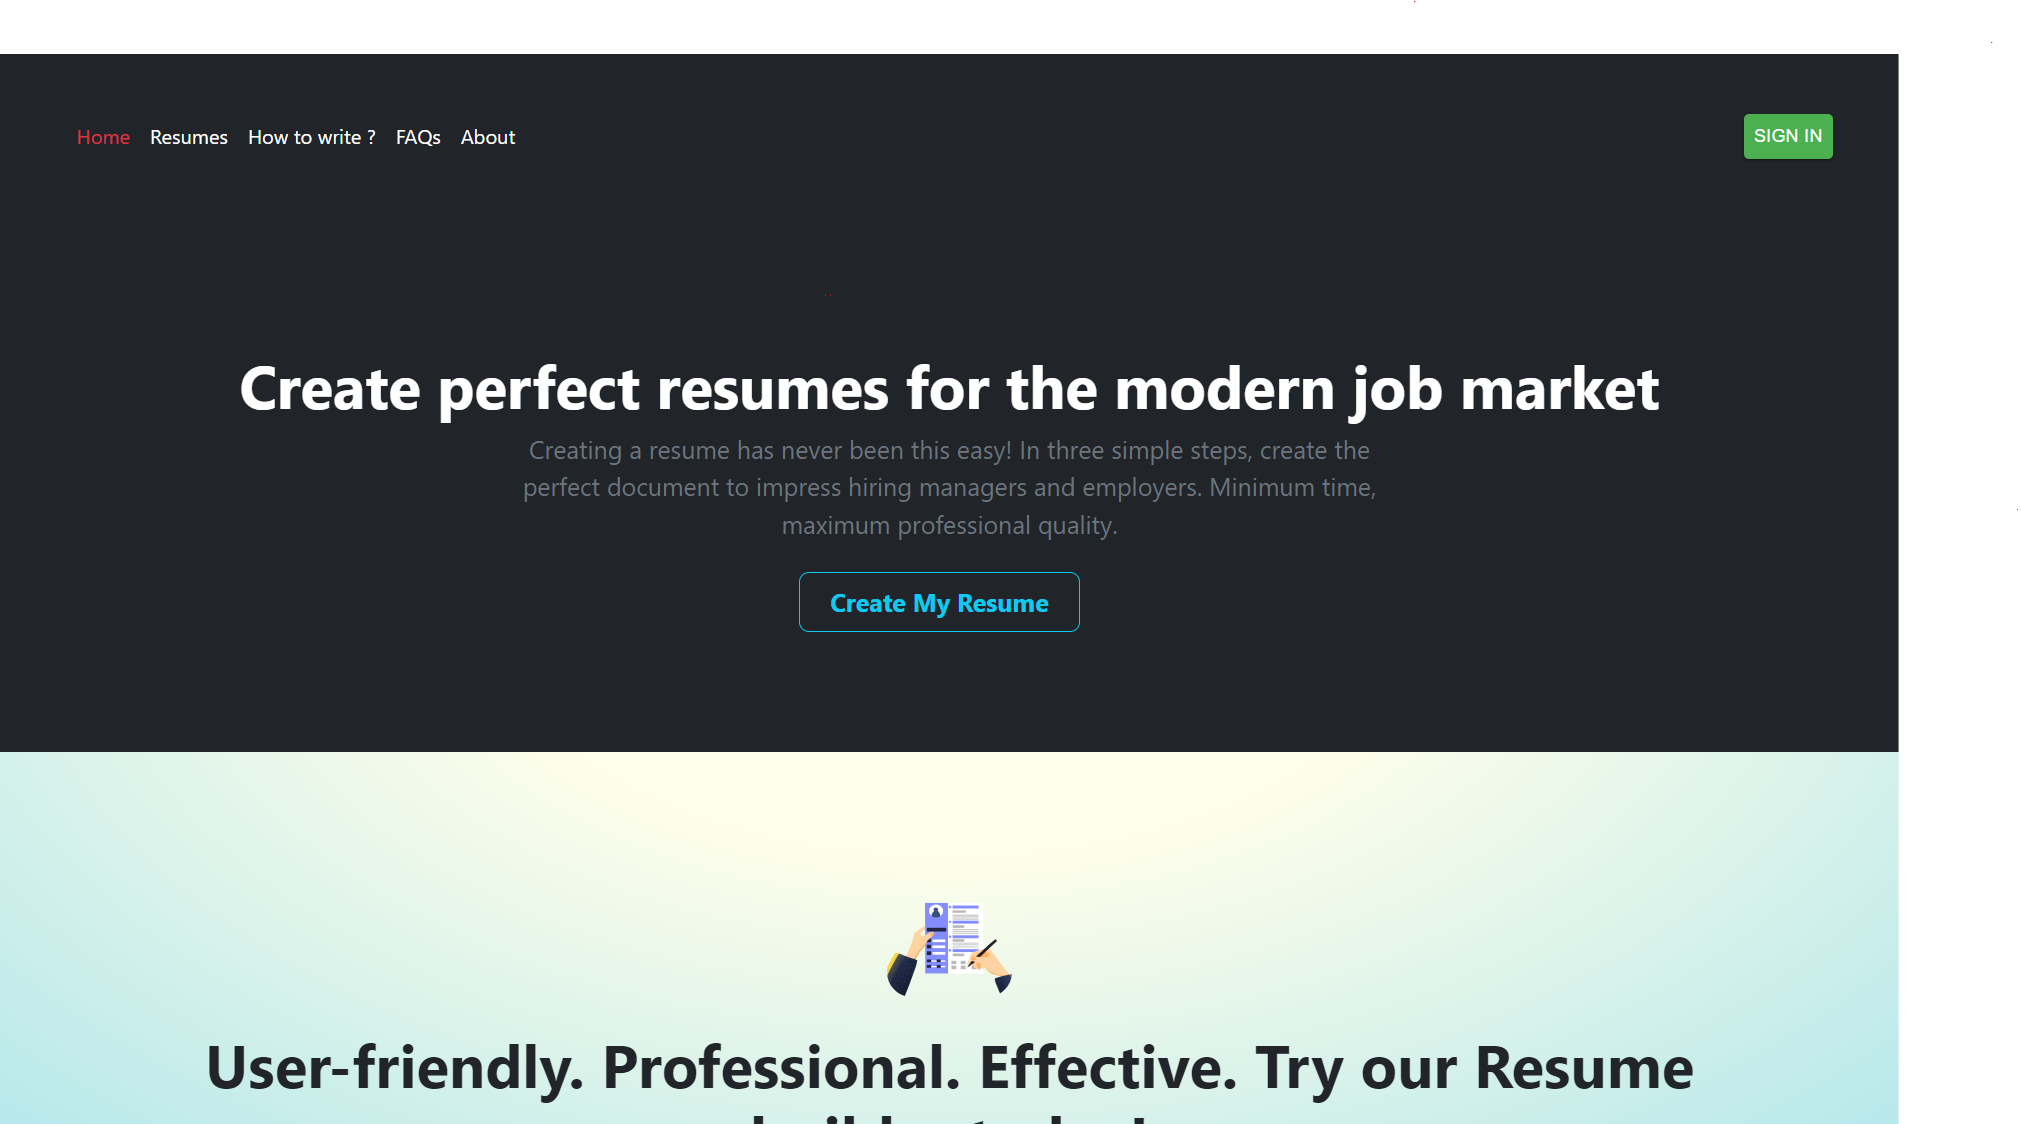 Home Resumes How to write ? FAQs About SIGN IN
Create perfect resumes for the modern job market
Creating a resume has never been this easy! In three simple steps, create the
perfect document to impress hiring managers and employers. Minimum time,
maximum professional quality.
Create My Resume
User-friendly. Professional. Effective. Try our Resume